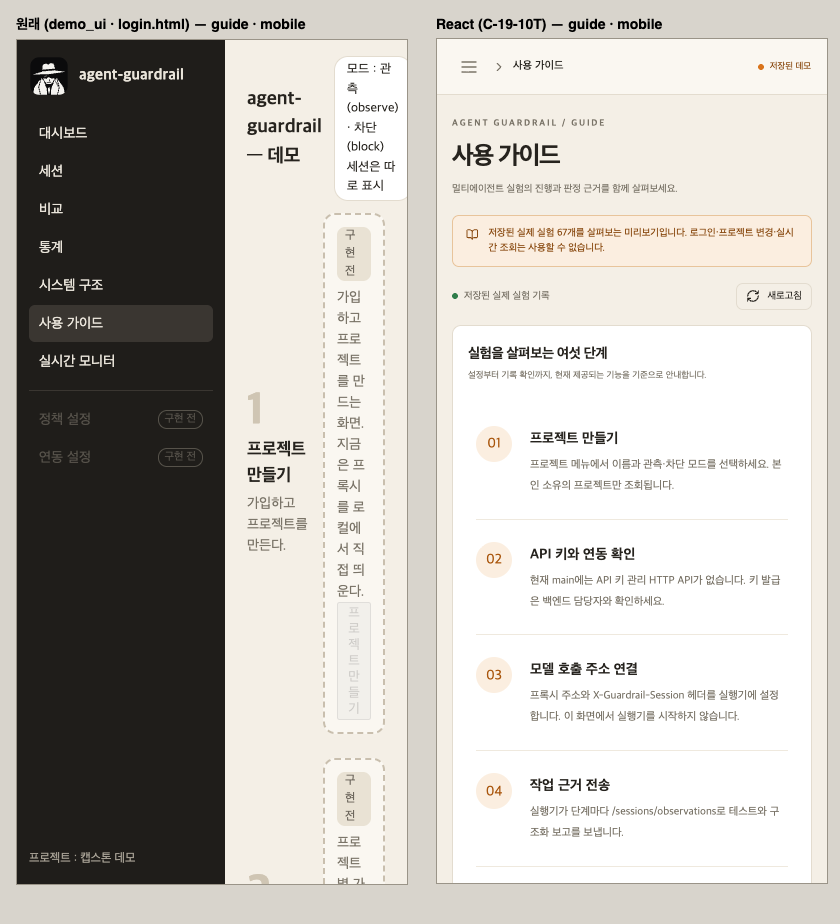 원래 (demo_ui · login.html) — guide · mobile
agent-guardrail
대시보드
세션
비교
통계
시스템 구조
사용 가이드
실시간 모니터
정책 설정
구현 전
연동 설정
구현 전
프로젝트 : 캡스톤 데모
agent-
guardrail
— 데모
모드 : 관
측
(observe)
· 차단
(block)
세션은 따
로 표시
1
프로젝트
만들기
가입하고
프로젝트를
만든다.
구
현
전
가입
하고
프로
젝트
를 만
드는
화면.
지금
은 프
록시
를 로
컬에
서 직
접 띄
운다.
프
로
젝
트
만
들
기
구
현
전
프로
젝트
React (C-19-10T) — guide · mobile
사용 가이드
저장된 데모
AGENT GUARDRAIL / GUIDE
사용 가이드
멀티에이전트 실험의 진행과 판정 근거를 함께 살펴보세요.
저장된 실제 실험 67개를 살펴보는 미리보기입니다. 로그인·프로젝트 변경·실시
간 조회는 사용할 수 없습니다.
저장된 실제 실험 기록
새로고침
실험을 살펴보는 여섯 단계
설정부터 기록 확인까지, 현재 제공되는 기능을 기준으로 안내합니다.
01
프로젝트 만들기
프로젝트 메뉴에서 이름과 관측·차단 모드를 선택하세요. 본
인 소유의 프로젝트만 조회됩니다.
02
API 키와 연동 확인
현재 main에는 API 키 관리 HTTP API가 없습니다. 키 발급
은 백엔드 담당자와 확인하세요.
03
모델 호출 주소 연결
프록시 주소와 X-Guardrail-Session 헤더를 실행기에 설정
합니다. 이 화면에서 실행기를 시작하지 않습니다.
04
작업 근거 전송
실행기가 단계마다 /sessions/observations로 테스트와 구
조화 보고를 보냅니다.